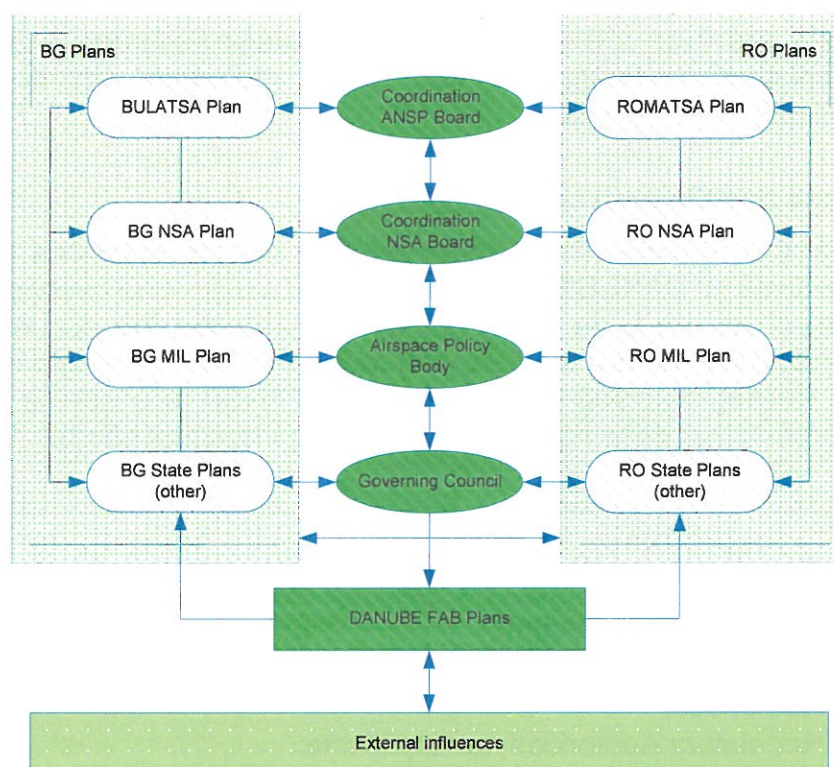 BG Plans
RO Plans
BULATSA Plan
Coordination
ANSP Board
ROMATSA Plan
BG NSA Plan
Coordination
NSA Board
RO NSA Plan
BG MIL Plan
Airspace Policy
Body
RO MIL Plan
BG State Plans
(other)
Governing Council
RO State Plans
(other)
DANUBE FAB Plans
External influences